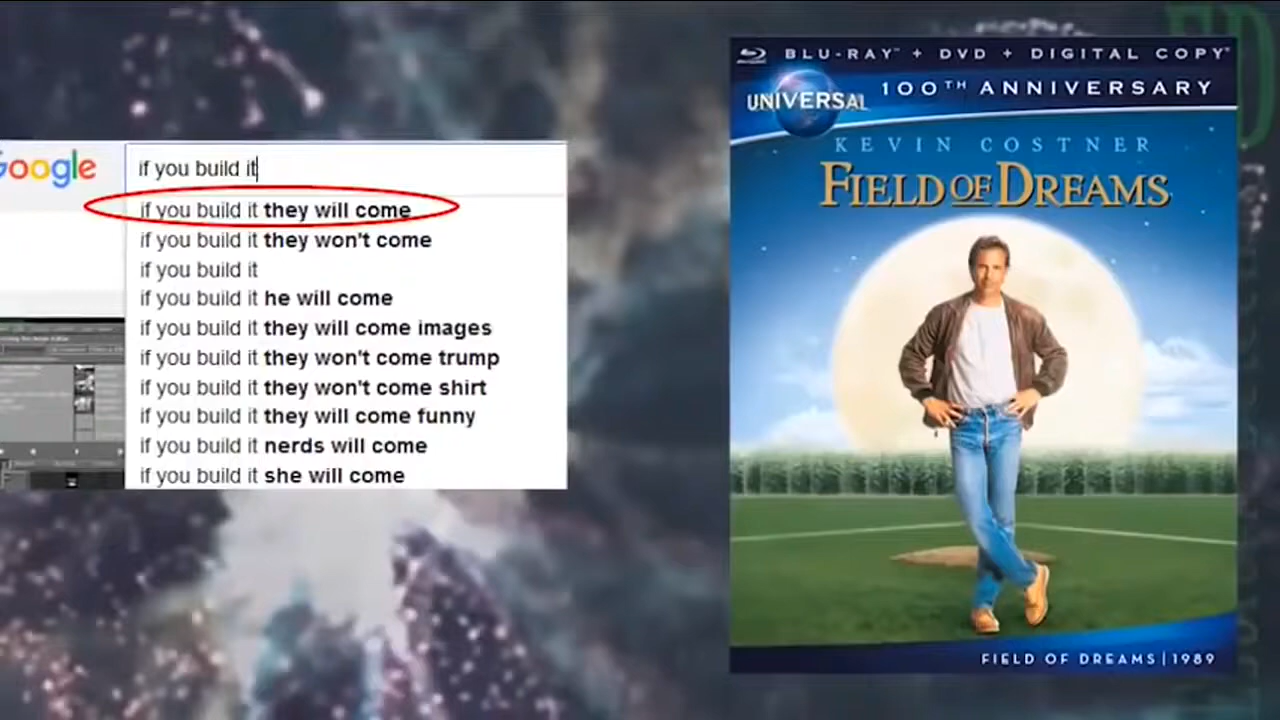 Google
if you build it
if you build it they will come
if you build it they won't come
if you build it
if you build it he will come
if you build it they will come images
if you build it they won't come trump
if you build it they won't come shirt
if you build it they will come funny
if you build it nerds will come
if you build it she will come
BLU-RAY™ + DVD + DIGITAL COPY™
UNIVERSAL
100TH ANNIVERSARY
KEVIN COSTNER
FIELD OF DREAMS
FIELD OF DREAMS | 1989